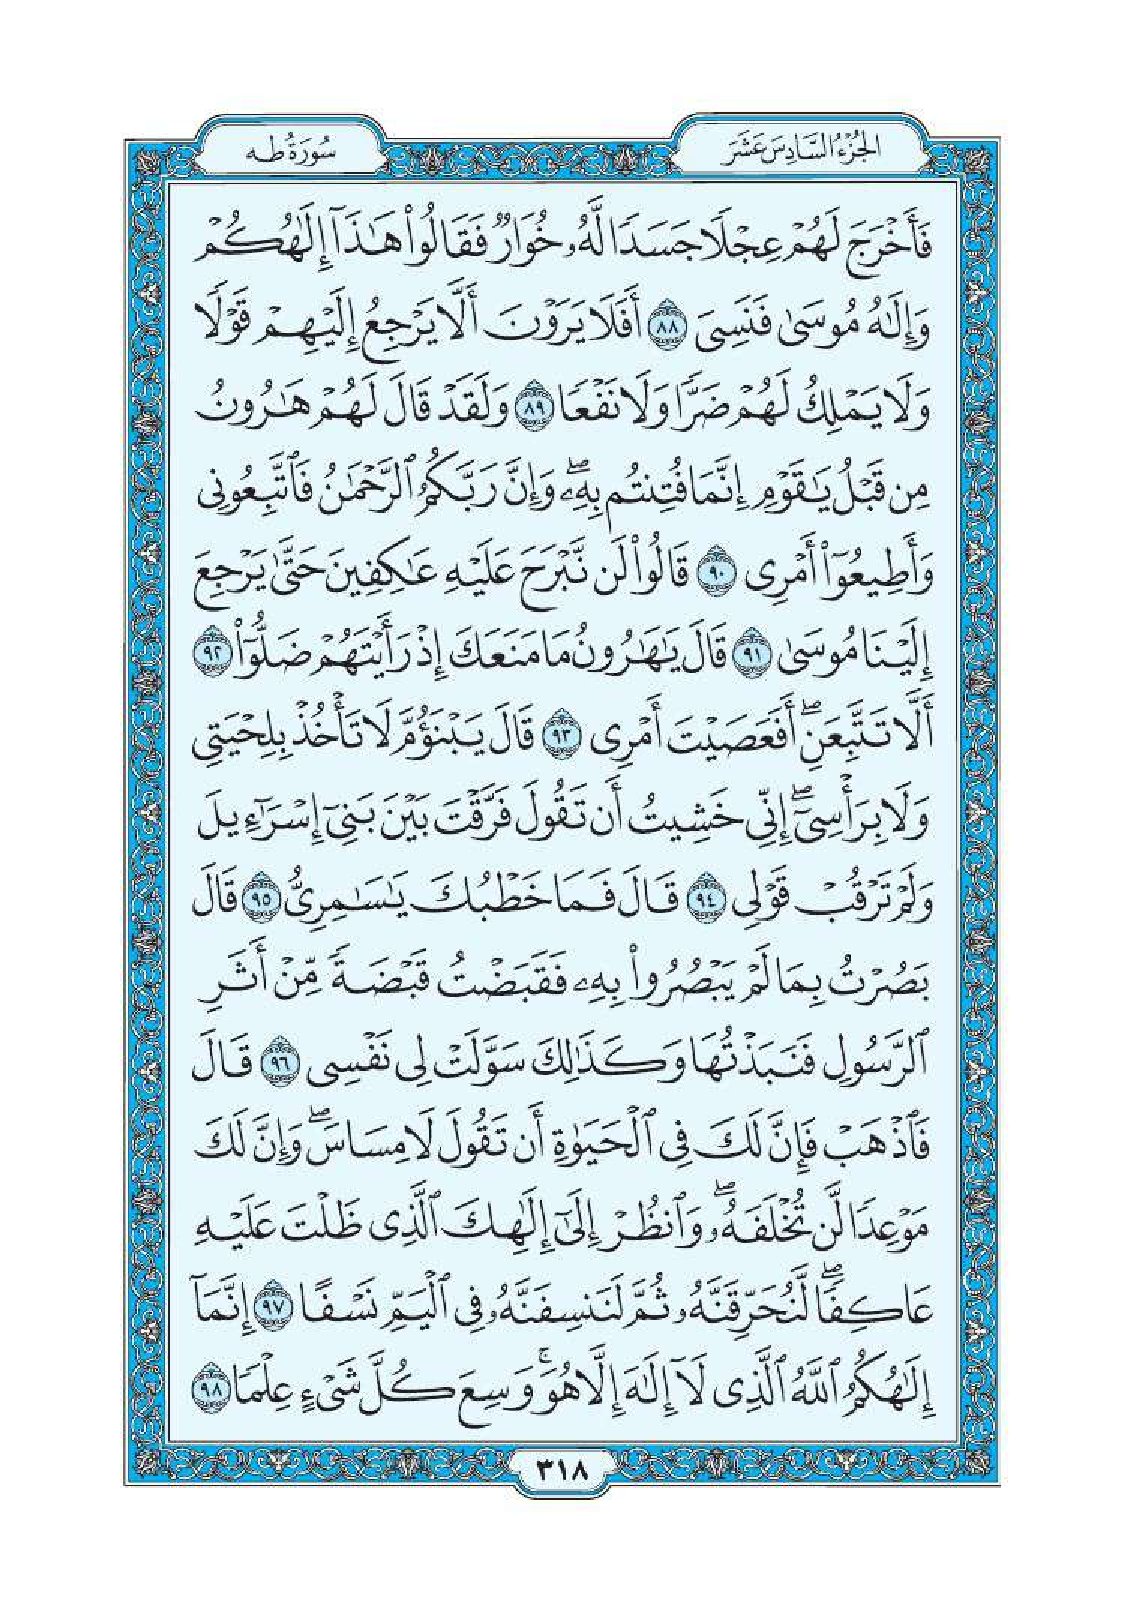 الجُزْءُ السَّادِسَ عَشَرَ
سُورَةُ طه
فَأَخْرَجَ لَهُمْ عِجْلًا جَسَدًا لَّهُۥ خُوَارٌ فَقَالُوا۟ هَـٰذَآ إِلَـٰهُكُمْ
وَإِلَـٰهُ مُوسَىٰ فَنَسِىَ ٨٨ أَفَلَا يَرَوْنَ أَلَّا يَرْجِعُ إِلَيْهِمْ قَوْلًا
وَلَا يَمْلِكُ لَهُمْ ضَرًّا وَلَا نَفْعًا ٨٩ وَلَقَدْ قَالَ لَهُمْ هَـٰرُونُ
مِن قَبْلُ يَـٰقَوْمِ إِنَّمَا فُتِنتُم بِهِۦ ۖ وَإِنَّ رَبَّكُمُ ٱلرَّحْمَـٰنُ فَٱتَّبِعُونِى
وَأَطِيعُوٓا۟ أَمْرِى ٩٠ قَالُوا۟ لَن نَّبْرَحَ عَلَيْهِ عَـٰكِفِينَ حَتَّىٰ يَرْجِعَ
إِلَيْنَا مُوسَىٰ ٩١ قَالَ يَـٰهَـٰرُونُ مَا مَنَعَكَ إِذْ رَأَيْتَهُمْ ضَلُّوٓا۟ ٩٢
أَلَّا تَتَّبِعَنِ ۖ أَفَعَصَيْتَ أَمْرِى ٩٣ قَالَ يَبْنَؤُمَّ لَا تَأْخُذْ بِلِحْيَتِى
وَلَا بِرَأْسِىٓ ۖ إِنِّى خَشِيتُ أَن تَقُولَ فَرَّقْتَ بَيْنَ بَنِىٓ إِسْرَٰٓءِيلَ
وَلَمْ تَرْقُبْ قَوْلِى ٩٤ قَالَ فَمَا خَطْبُكَ يَـٰسَـٰمِرِىُّ ٩٥ قَالَ
بَصُرْتُ بِمَا لَمْ يَبْصُرُوا۟ بِهِۦ فَقَبَضْتُ قَبْضَةً مِّنْ أَثَرِ
ٱلرَّسُولِ فَنَبَذْتُهَا وَكَذَٰلِكَ سَوَّلَتْ لِى نَفْسِى ٩٦ قَالَ
فَٱذْهَبْ فَإِنَّ لَكَ فِى ٱلْحَيَوٰةِ أَن تَقُولَ لَا مِسَاسَ ۖ وَإِنَّ لَكَ
مَوْعِدًا لَّن تُخْلَفَهُۥ ۖ وَٱنظُرْ إِلَىٰٓ إِلَـٰهِكَ ٱلَّذِى ظَلْتَ عَلَيْهِ
عَاكِفًا ۖ لَّنُحَرِّقَنَّهُۥ ثُمَّ لَنَنسِفَنَّهُۥ فِى ٱلْيَمِّ نَسْفًا ٩٧ إِنَّمَآ
إِلَـٰهُكُمُ ٱللَّهُ ٱلَّذِى لَآ إِلَـٰهَ إِلَّا هُوَ ۚ وَسِعَ كُلَّ شَىْءٍ عِلْمًا ٩٨
٣١٨